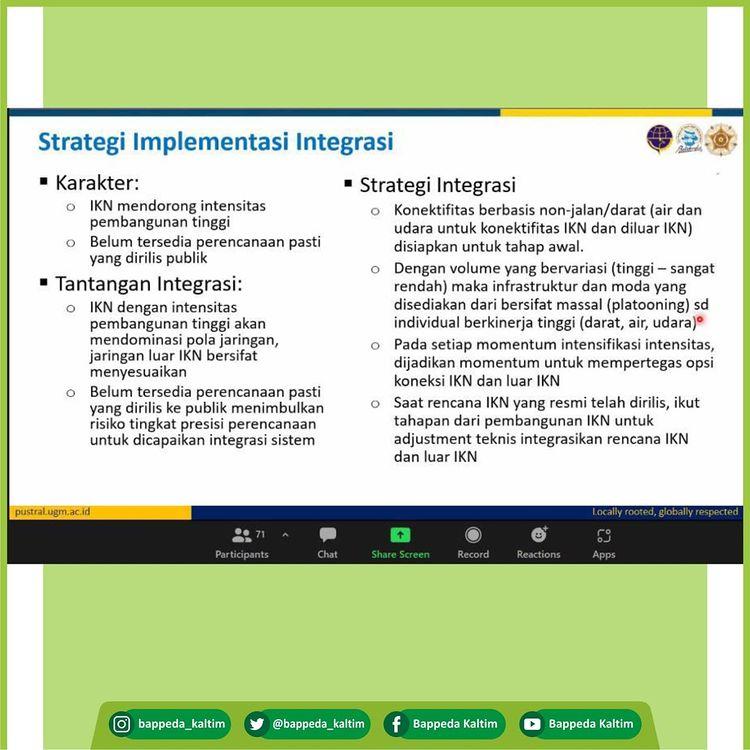 Strategi Implementasi Integrasi
Karakter:
IKN mendorong intensitas
pembangunan tinggi
Belum tersedia perencanaan pasti
yang dirilis publik
Tantangan Integrasi:
IKN dengan intensitas
pembangunan tinggi akan
mendominasi pola jaringan,
jaringan luar IKN bersifat
menyesuaikan
Belum tersedia perencanaan pasti
yang dirilis ke publik menimbulkan
risiko tingkat presisi perencanaan
untuk dicapaikan integrasi sistem
Strategi Integrasi
Konektifitas berbasis non-jalan/darat (air dan
udara untuk konektifitas IKN dan diluar IKN)
disiapkan untuk tahap awal.
Dengan volume yang bervariasi (tinggi – sangat
rendah) maka infrastruktur dan moda yang
disediakan dari bersifat massal (platooning) sd
individual berkinerja tinggi (darat, air, udara)
Pada setiap momentum intensifikasi intensitas,
dijadikan momentum untuk mempertegas opsi
koneksi IKN dan luar IKN
Saat rencana IKN yang resmi telah dirilis, ikut
tahapan dari pembangunan IKN untuk
adjustment teknis integrasikan rencana IKN
dan luar IKN
pustral.ugm.ac.id
Locally rooted, globally respected
71
Participants
Chat
Share Screen
Record
Reactions
Apps
bappeda_kaltim
@bappeda_kaltim
Bappeda Kaltim
Bappeda Kaltim